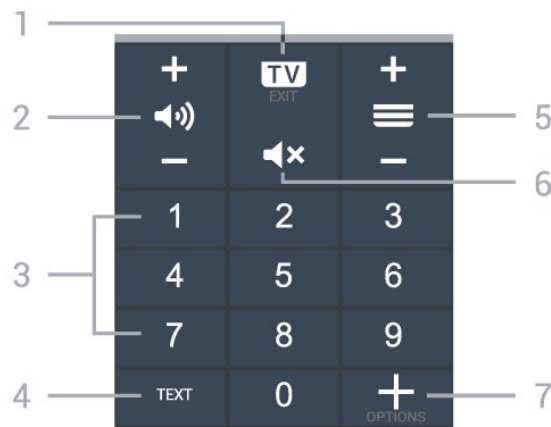 1
+ TV +
EXIT
2 5
− −
6
1 2 3
3
4 5 6
7 8 9
4 TEXT 0 + 7
OPTIONS